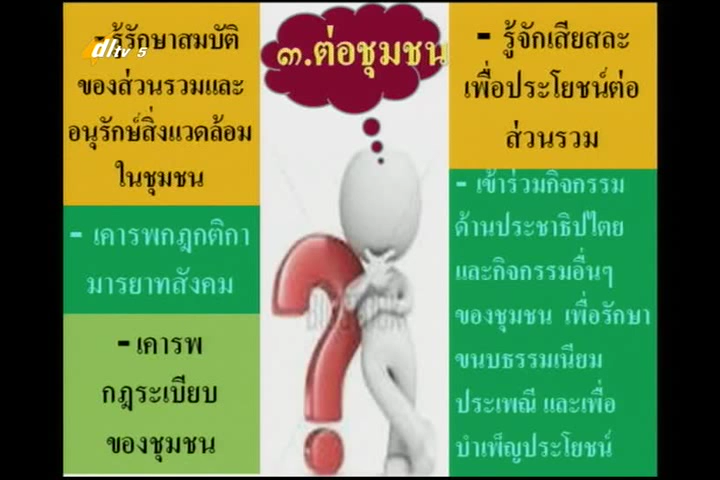 dltv 5
- รู้รักษาสมบัติ
ของส่วนรวมและ
อนุรักษ์สิ่งแวดล้อม
ในชุมชน
- เคารพกฎกติกา
มารยาทสังคม
- เคารพ
กฎระเบียบ
ของชุมชน
๓.ต่อชุมชน
- รู้จักเสียสละ
เพื่อประโยชน์ต่อ
ส่วนรวม
- เข้าร่วมกิจกรรม
ด้านประชาธิปไตย
และกิจกรรมอื่นๆ
ของชุมชน เพื่อรักษา
ขนบธรรมเนียม
ประเพณี และเพื่อ
บำเพ็ญประโยชน์